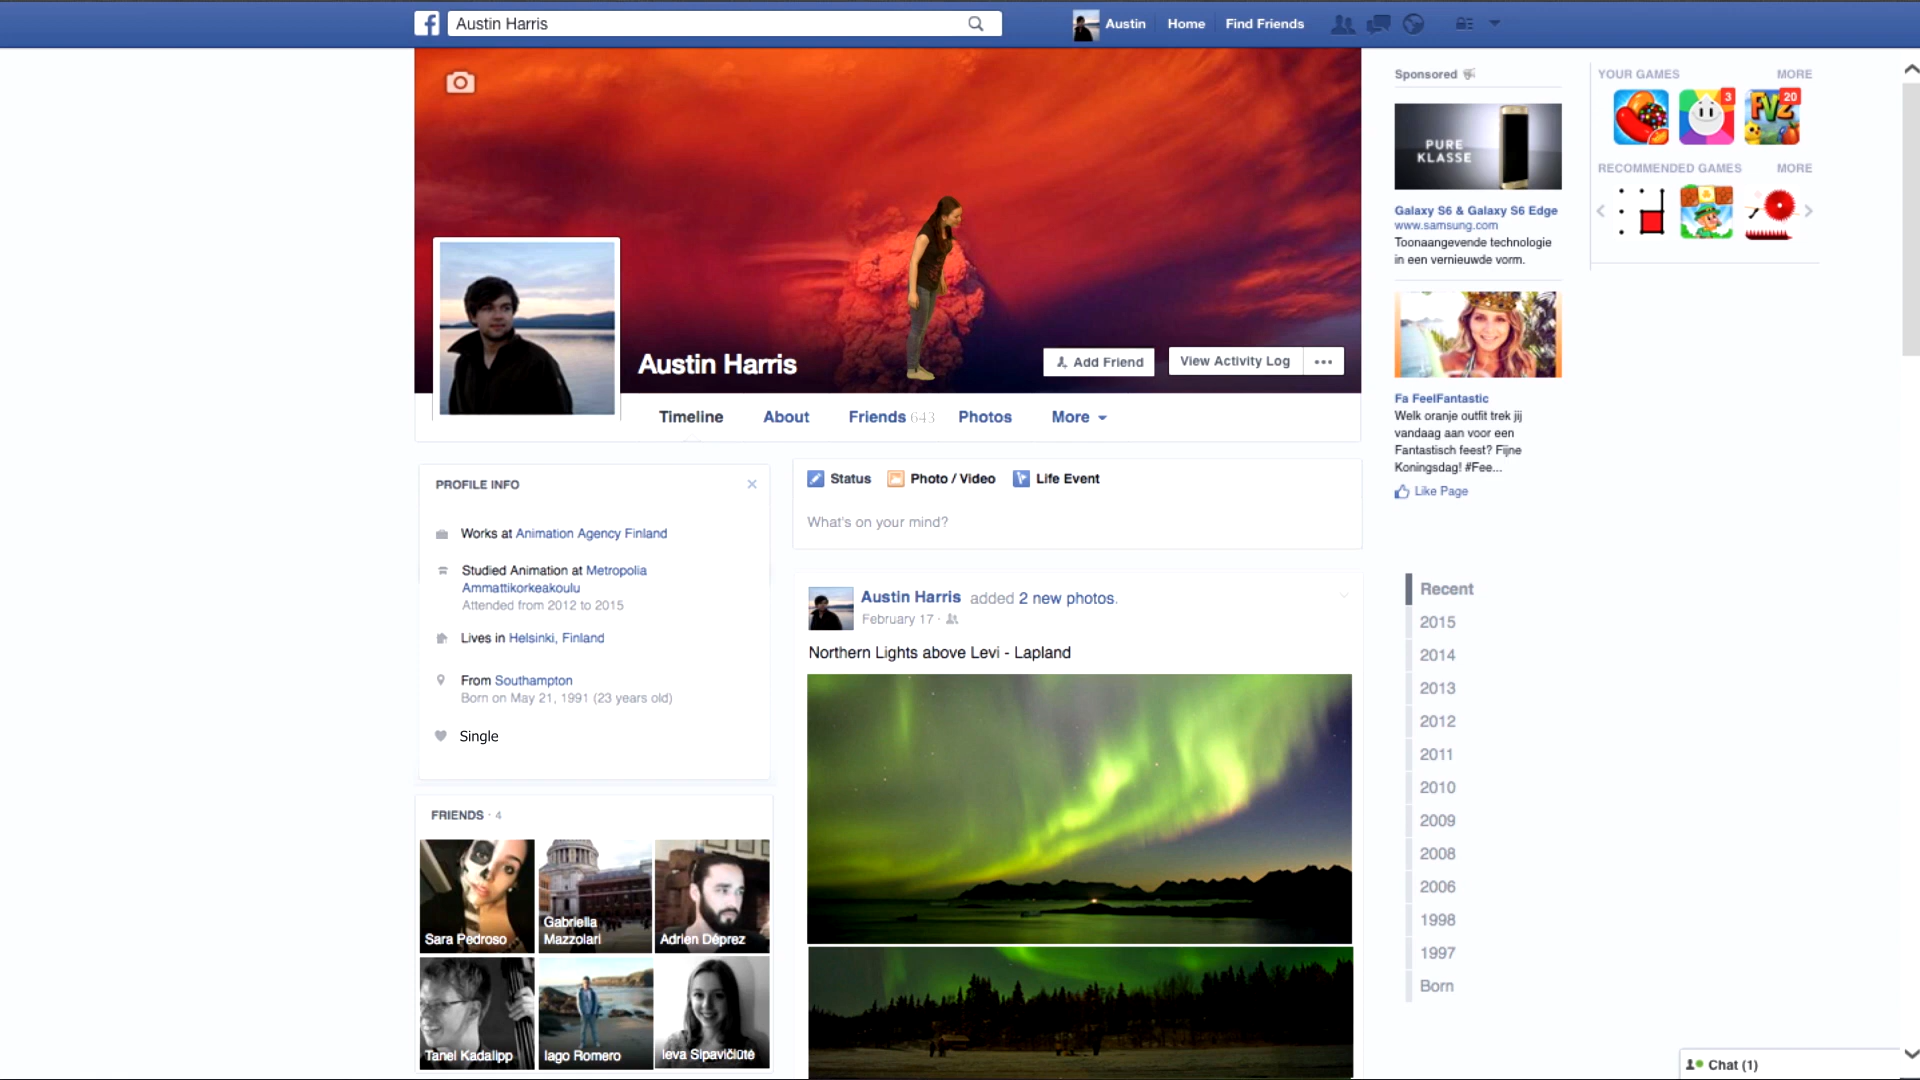 f
Austin Harris
Austin
Home
Find Friends
Austin Harris
Add Friend
View Activity Log
Timeline
About
Friends 643
Photos
More
PROFILE INFO
Works at Animation Agency Finland
Studied Animation at Metropolia
Ammattikorkeakoulu
Attended from 2012 to 2015
Lives in Helsinki, Finland
From Southampton
Born on May 21, 1991 (23 years old)
Single
FRIENDS · 4
Sara Pedroso
Gabriella
Mazzolari
Adrien Déprez
Tanel Kadalipp
Iago Romero
Ieva Sipavičiūtė
Status
Photo / Video
Life Event
What's on your mind?
Austin Harris added 2 new photos.
February 17 ·
Northern Lights above Levi - Lapland
Sponsored
PURE
KLASSE
Galaxy S6 & Galaxy S6 Edge
www.samsung.com
Toonaangevende technologie
in een vernieuwde vorm.
Fa FeelFantastic
Welk oranje outfit trek jij
vandaag aan voor een
Fantastisch feest? Fijne
Koningsdag! #Fee...
Like Page
YOUR GAMES
MORE
3
20
FVZ
RECOMMENDED GAMES
MORE
Recent
2015
2014
2013
2012
2011
2010
2009
2008
2006
1998
1997
Born
Chat (1)